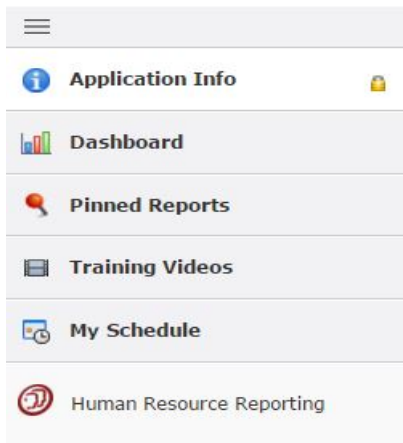 Application Info
Dashboard
Pinned Reports
Training Videos
My Schedule
Human Resource Reporting